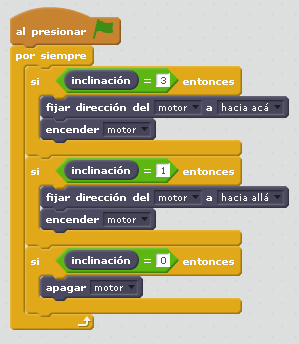 al presionar
por siempre
si inclinación = 3 entonces
fijar dirección del motor a hacia acá
encender motor
si inclinación = 1 entonces
fijar dirección del motor a hacia allá
encender motor
si inclinación = 0 entonces
apagar motor